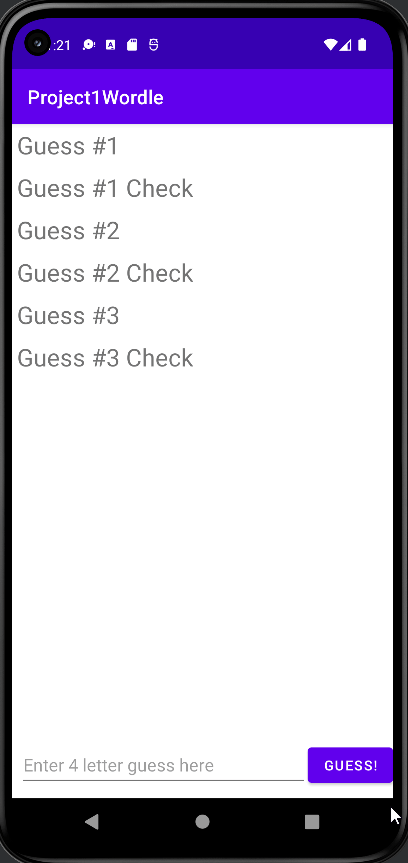 :21
Project1Wordle
Guess #1
Guess #1 Check
Guess #2
Guess #2 Check
Guess #3
Guess #3 Check
Enter 4 letter guess here
GUESS!